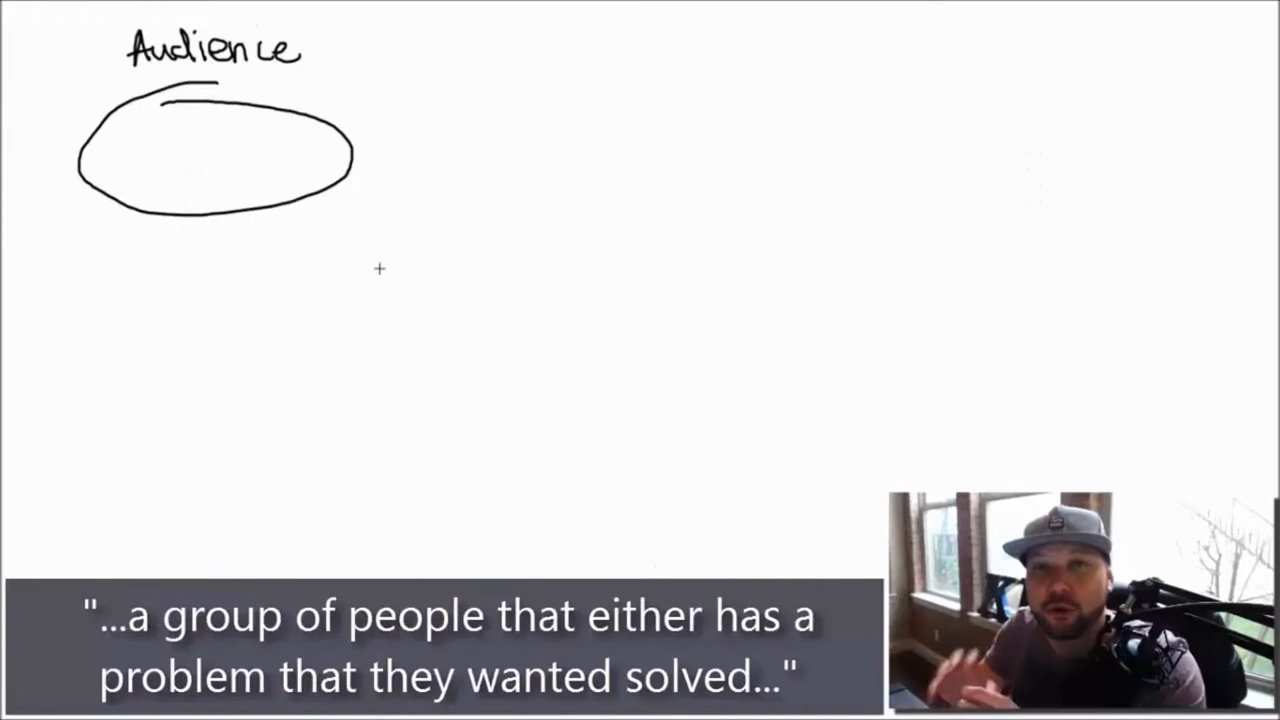 Audience
"...a group of people that either has a
problem that they wanted solved..."